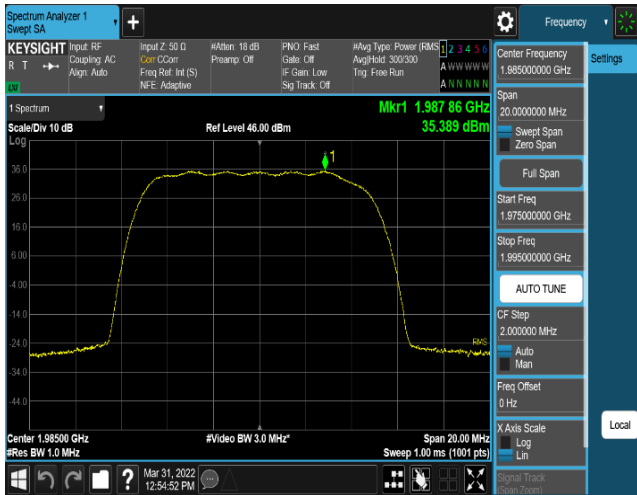 Spectrum Analyzer 1
Swept SA
Frequency
KEYSIGHT
R T
LXI
Input: RF
Coupling: AC
Align: Auto
Input Z: 50 Ω
Corr CCorr
Freq Ref: Int (S)
NFE: Adaptive
#Atten: 18 dB
Preamp: Off
PNO: Fast
Gate: Off
IF Gain: Low
Sig Track: Off
#Avg Type: Power (RMS
Avg|Hold: 300/300
Trig: Free Run
1 2 3 4 5 6
A W W W W W
A N N N N N
1 Spectrum
Scale/Div 10 dB
Log
Ref Level 46.00 dBm
Mkr1 1.987 86 GHz
35.389 dBm
1
36.0
26.0
16.0
6.00
-4.00
-14.0
-24.0
-34.0
-44.0
RMS
Center 1.98500 GHz
#Res BW 1.0 MHz
#Video BW 3.0 MHz*
Span 20.00 MHz
Sweep 1.00 ms (1001 pts)
?
Mar 31, 2022
12:54:52 PM
Center Frequency
1.985000000 GHz
Settings
Span
20.0000000 MHz
Swept Span
Zero Span
Full Span
Start Freq
1.975000000 GHz
Stop Freq
1.995000000 GHz
AUTO TUNE
CF Step
2.000000 MHz
Auto
Man
Freq Offset
0 Hz
X Axis Scale
Log
Lin
Local
Signal Track
(Span Zoom)